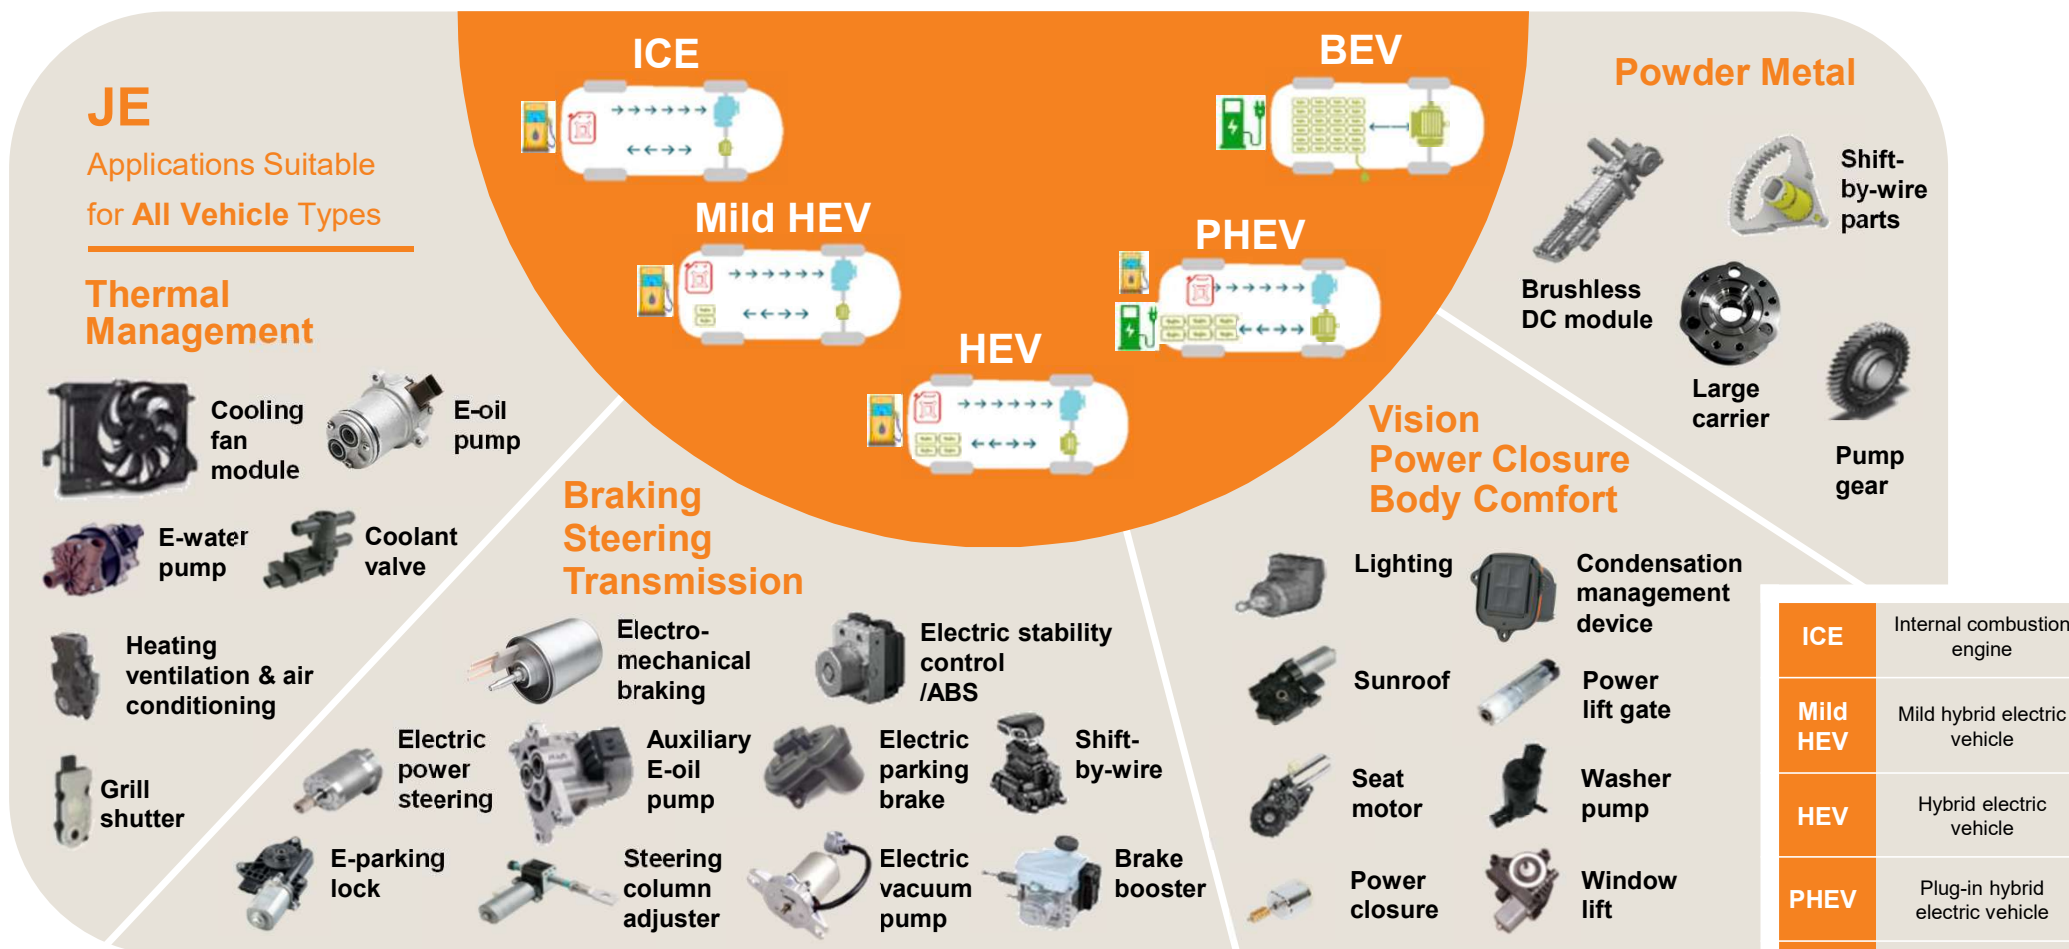 JE
Applications Suitable
for All Vehicle Types
ICE
Mild HEV
HEV
PHEV
BEV
Thermal
Management
Cooling
fan
module
E-oil
pump
E-water
pump
Coolant
valve
Heating
ventilation & air
conditioning
Grill
shutter
Braking
Steering
Transmission
Electro-
mechanical
braking
Electric stability
control
/ABS
Electric
power
steering
Auxiliary
E-oil
pump
Electric
parking
brake
Shift-
by-wire
E-parking
lock
Steering
column
adjuster
Electric
vacuum
pump
Brake
booster
Vision
Power Closure
Body Comfort
Lighting
Condensation
management
device
Sunroof
Power
lift gate
Seat
motor
Washer
pump
Power
closure
Window
lift
Powder Metal
Brushless
DC module
Shift-
by-wire
parts
Large
carrier
Pump
gear
ICE
Internal combustion
engine
Mild
HEV
Mild hybrid electric
vehicle
HEV
Hybrid electric
vehicle
PHEV
Plug-in hybrid
electric vehicle